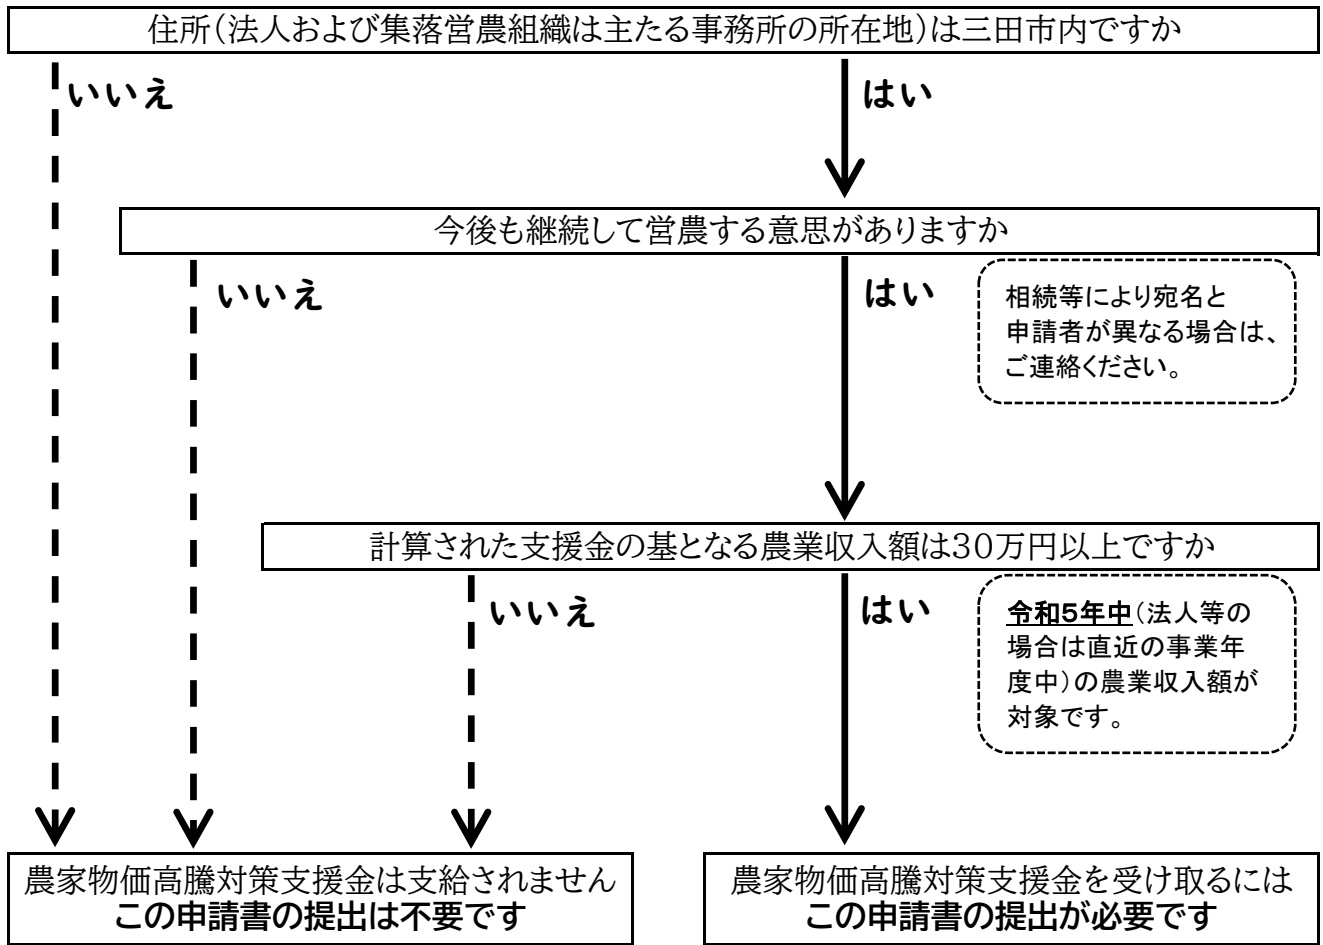 住所(法人および集落営農組織は主たる事務所の所在地)は三田市内ですか
いいえ
はい
今後も継続して営農する意思がありますか
いいえ
はい
相続等により宛名と
申請者が異なる場合は、
ご連絡ください。
計算された支援金の基となる農業収入額は30万円以上ですか
いいえ
はい
令和5年中(法人等の
場合は直近の事業年
度中)の農業収入額が
対象です。
農家物価高騰対策支援金は支給されません
この申請書の提出は不要です
農家物価高騰対策支援金を受け取るには
この申請書の提出が必要です